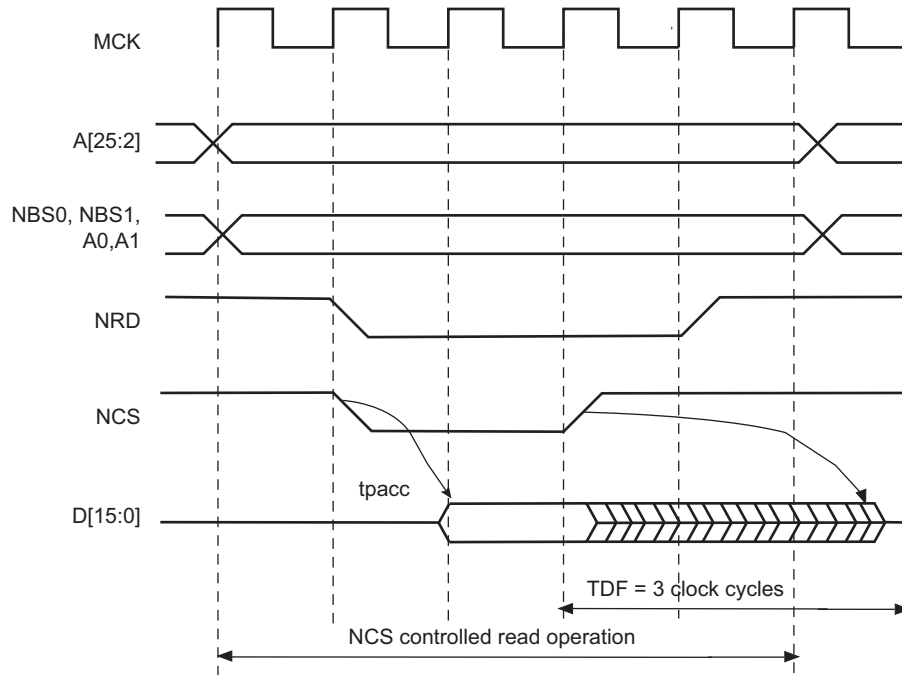 MCK
A[25:2]
NBS0, NBS1,
A0,A1
NRD
NCS
tpacc
D[15:0]
TDF = 3 clock cycles
NCS controlled read operation